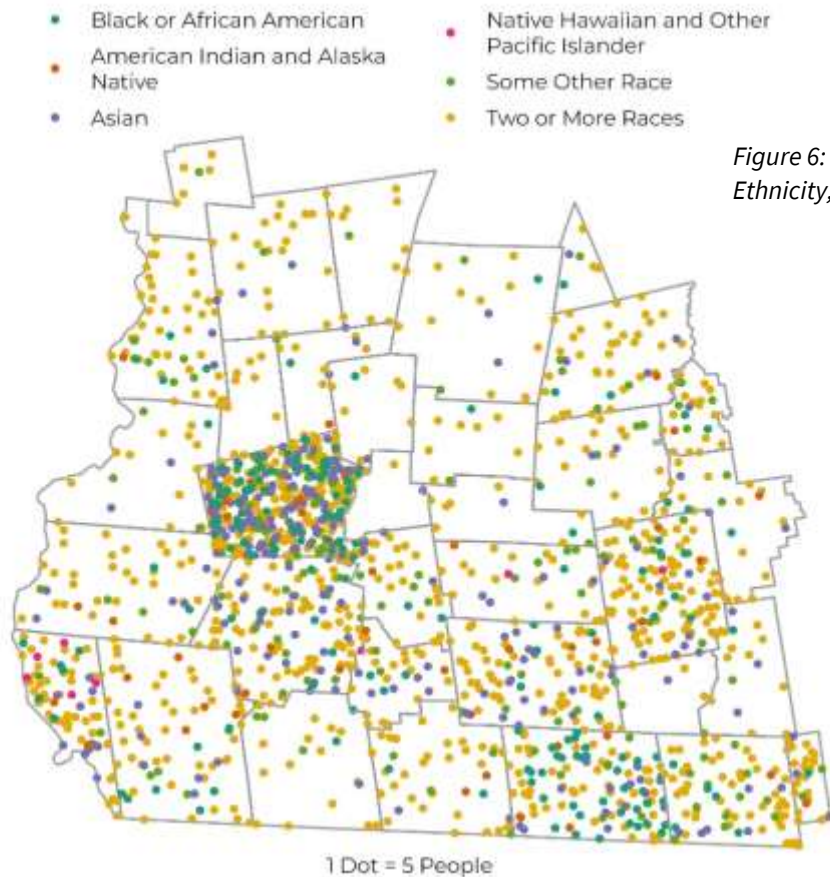 Black or African American
American Indian and Alaska
Native
Asian
Native Hawaiian and Other
Pacific Islander
Some Other Race
Two or More Races
Figure 6:
Ethnicity,
1 Dot = 5 People